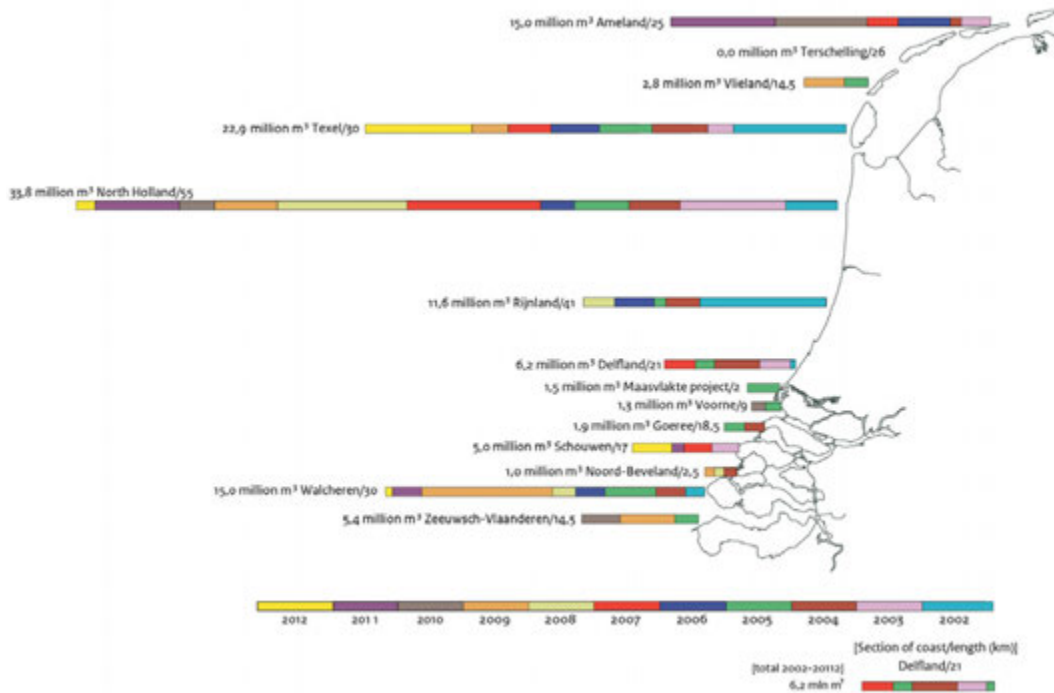 15,0 million m³ Ameland/25
0,0 million m³ Terschelling/26
2,8 million m³ Vlieland/14,5
22,9 million m³ Texel/30
33,8 million m³ North Holland/55
11,6 million m³ Rijnland/41
6,2 million m³ Delfland/21
1,5 million m³ Maasvlakte project/2
1,3 million m³ Voorne/9
1,9 million m³ Goeree/18,5
5,0 million m³ Schouwen/17
1,0 million m³ Noord-Beveland/2,5
15,0 million m³ Walcheren/30
5,4 million m³ Zeeuwsch-Vlaanderen/14,5
2012 2011 2010 2009 2008 2007 2006 2005 2004 2003 2002
[Section of coast/length (km)]
Delfland/21
[total 2002-20112]
6,2 mln m³